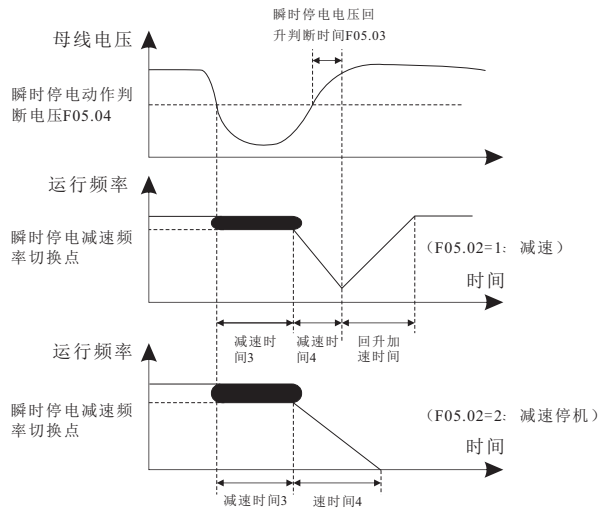 瞬时停电电压回
升判断时间F05.03
母线电压
瞬时停电动作判
断电压F05.04
运行频率
瞬时停电减速频
率切换点
（F05.02=1：减速）
时间
减速时
间3
减速时
间4
回升加
速时间
运行频率
瞬时停电减速频
率切换点
（F05.02=2：减速停机）
时间
减速时间3
速时间4